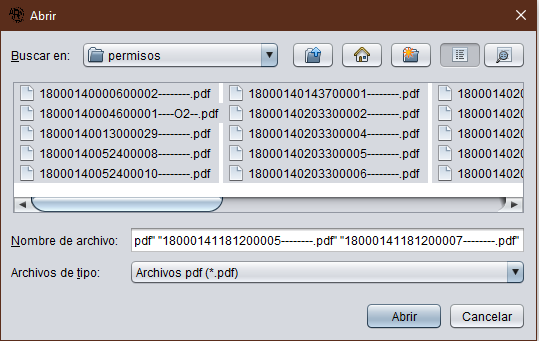 Abrir
Buscar en: permisos
18000140000600002--------.pdf 18000140143700001--------.pdf 1800014020
18000140004600001----O2--.pdf 18000140203300002--------.pdf 1800014020
18000140013000029--------.pdf 18000140203300004--------.pdf 1800014020
18000140052400008--------.pdf 18000140203300005--------.pdf 1800014020
18000140052400010--------.pdf 18000140203300006--------.pdf 1800014020
Nombre de archivo: pdf" "18000141181200005--------.pdf" "18000141181200007--------.pdf"
Archivos de tipo: Archivos pdf (*.pdf)
Abrir Cancelar